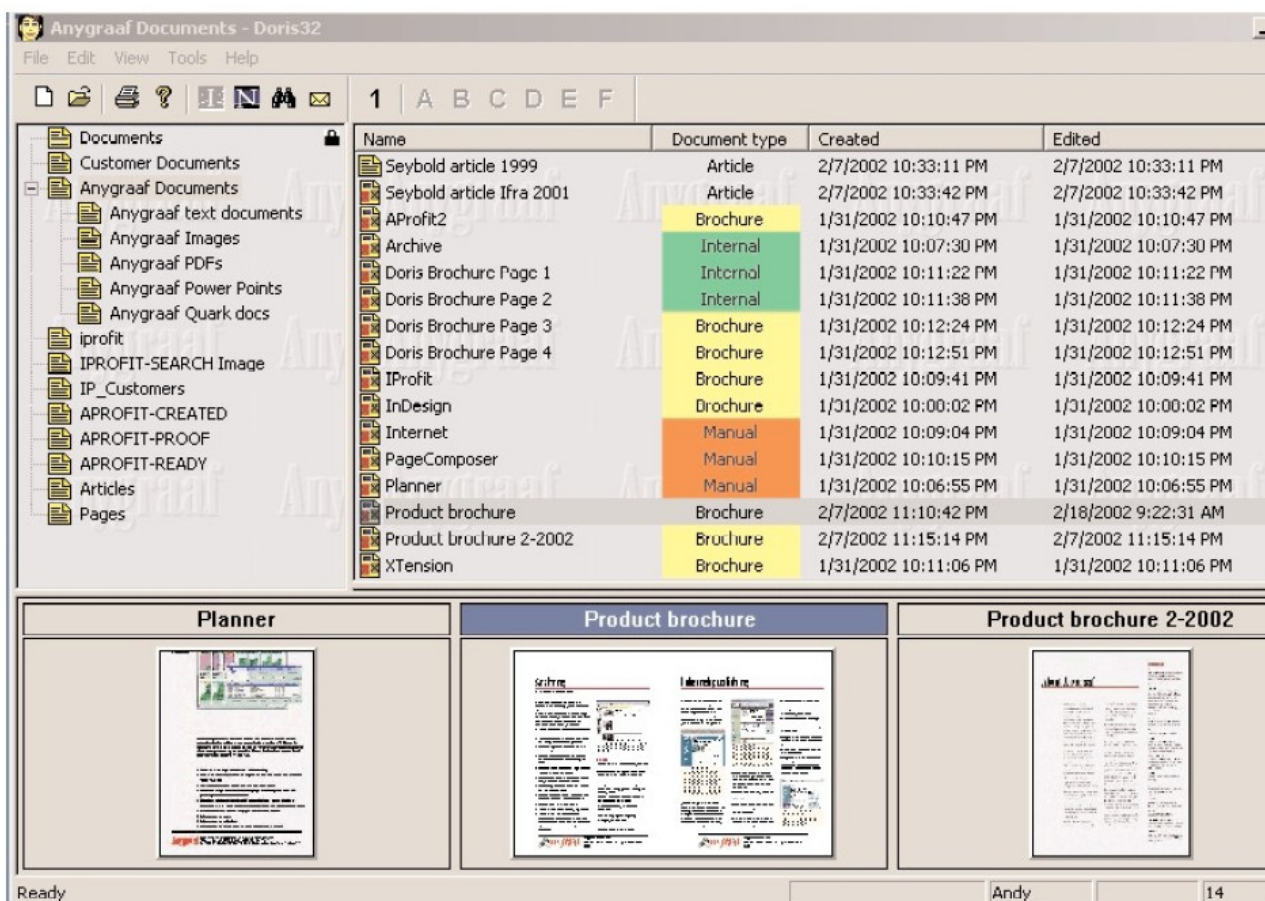 Anygraaf Documents - Doris32
File Edit View Tools Help
1 A B C D E F
Documents
Customer Documents
Anygraaf Documents
Anygraaf text documents
Anygraaf Images
Anygraaf PDFs
Anygraaf Power Points
Anygraaf Quark docs
iprofit
IPROFIT-SEARCH Image
IP_Customers
APROFIT-CREATED
APROFIT-PROOF
APROFIT-READY
Articles
Pages
Name Document type Created Edited
Seybold article 1999 Article 2/7/2002 10:33:11 PM 2/7/2002 10:33:11 PM
Seybold article Ifra 2001 Article 2/7/2002 10:33:42 PM 2/7/2002 10:33:42 PM
AProfit2 Brochure 1/31/2002 10:10:47 PM 1/31/2002 10:10:47 PM
Archive Internal 1/31/2002 10:07:30 PM 1/31/2002 10:07:30 PM
Doris Brochure Page 1 Internal 1/31/2002 10:11:22 PM 1/31/2002 10:11:22 PM
Doris Brochure Page 2 Internal 1/31/2002 10:11:38 PM 1/31/2002 10:11:38 PM
Doris Brochure Page 3 Brochure 1/31/2002 10:12:24 PM 1/31/2002 10:12:24 PM
Doris Brochure Page 4 Brochure 1/31/2002 10:12:51 PM 1/31/2002 10:12:51 PM
IProfit Brochure 1/31/2002 10:09:41 PM 1/31/2002 10:09:41 PM
InDesign Brochure 1/31/2002 10:00:02 PM 1/31/2002 10:00:02 PM
Internet Manual 1/31/2002 10:09:04 PM 1/31/2002 10:09:04 PM
PageComposer Manual 1/31/2002 10:10:15 PM 1/31/2002 10:10:15 PM
Planner Manual 1/31/2002 10:06:55 PM 1/31/2002 10:06:55 PM
Product brochure Brochure 2/7/2002 11:10:42 PM 2/18/2002 9:22:31 AM
Product brochure 2-2002 Brochure 2/7/2002 11:15:14 PM 2/7/2002 11:15:14 PM
XTension Brochure 1/31/2002 10:11:06 PM 1/31/2002 10:11:06 PM
Planner Product brochure Product brochure 2-2002
Ready Andy 14